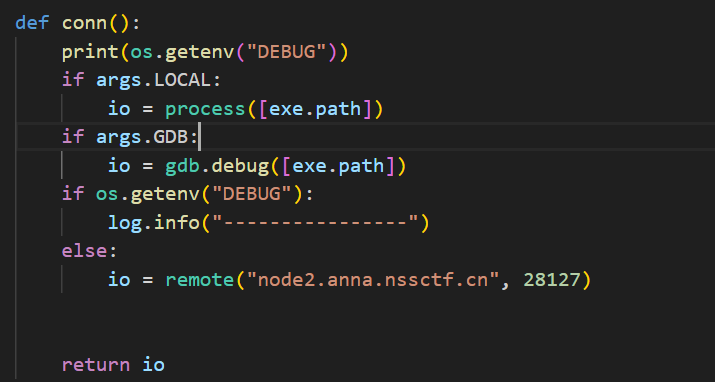 def conn():
    print(os.getenv("DEBUG"))
    if args.LOCAL:
        io = process([exe.path])
    if args.GDB:
        io = gdb.debug([exe.path])
    if os.getenv("DEBUG"):
        log.info("----------------")
    else:
        io = remote("node2.anna.nssctf.cn", 28127)
    return io